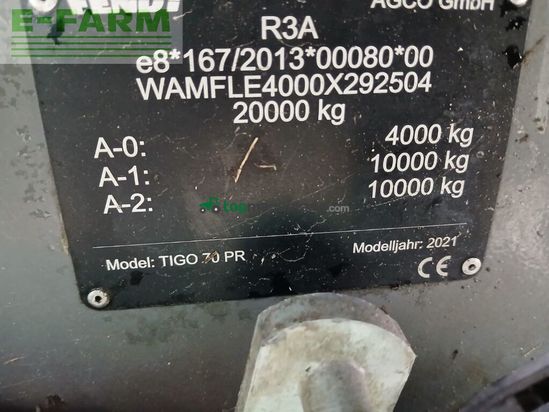 E-FARM
FENDT
AGCO GmbH
R3A
e8*167/2013*00080*00
WAMFLE4000X292504
20000 kg
A-0: 4000 kg
A-1: 10000 kg
A-2: 10000 kg
Model: TIGO 70 PR
Modelljahr: 2021
CE